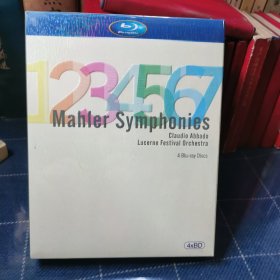 Blu-ray Disc
1234567
Mahler Symphonies
Claudio Abbado
Lucerne Festival Orchestra
4 Blu-ray Discs
4xBD